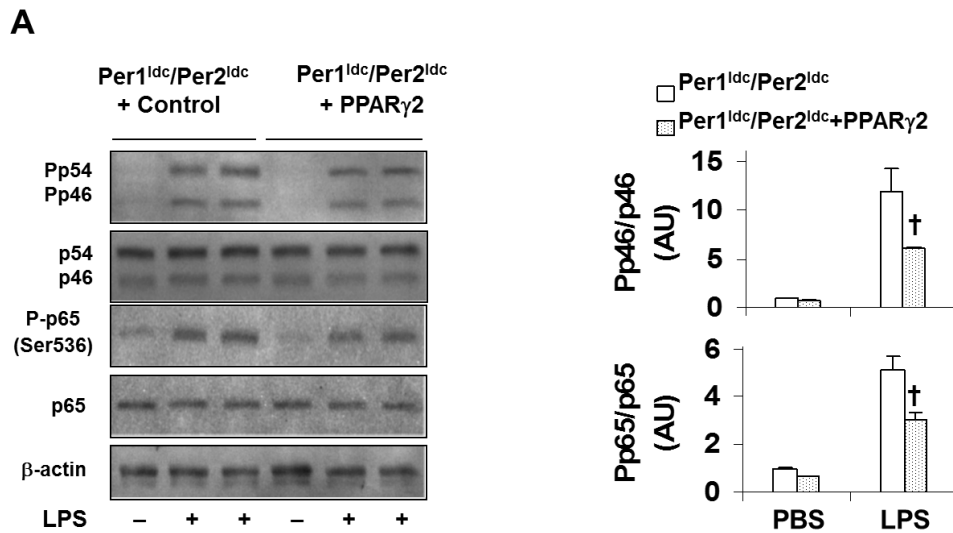 A
Per1ldc/Per2ldc
+ Control
Per1ldc/Per2ldc
+ PPARγ2
Pp54
Pp46
p54
p46
P-p65
(Ser536)
p65
β-actin
LPS – + + – + +
Per1ldc/Per2ldc
Per1ldc/Per2ldc+PPARγ2
Pp46/p46
(AU)
15
10
5
0
†
Pp65/p65
(AU)
6
4
2
0
†
PBS LPS